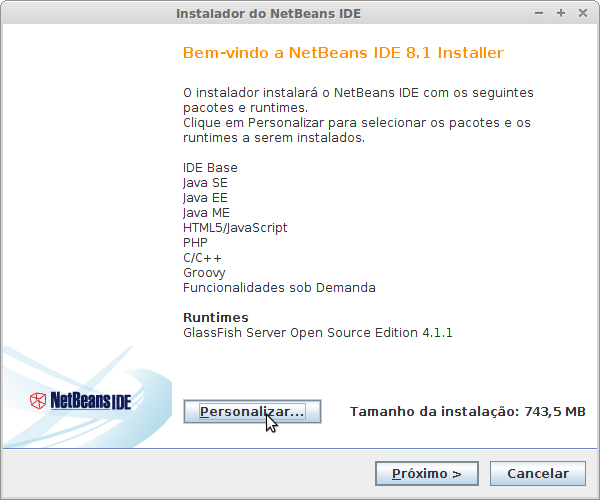 Instalador do NetBeans IDE
Bem-vindo a NetBeans IDE 8.1 Installer
O instalador instalará o NetBeans IDE com os seguintes
pacotes e runtimes.
Clique em Personalizar para selecionar os pacotes e os
runtimes a serem instalados.
IDE Base
Java SE
Java EE
Java ME
HTML5/JavaScript
PHP
C/C++
Groovy
Funcionalidades sob Demanda
Runtimes
GlassFish Server Open Source Edition 4.1.1
NetBeans IDE
Personalizar...
Tamanho da instalação: 743,5 MB
Próximo >
Cancelar